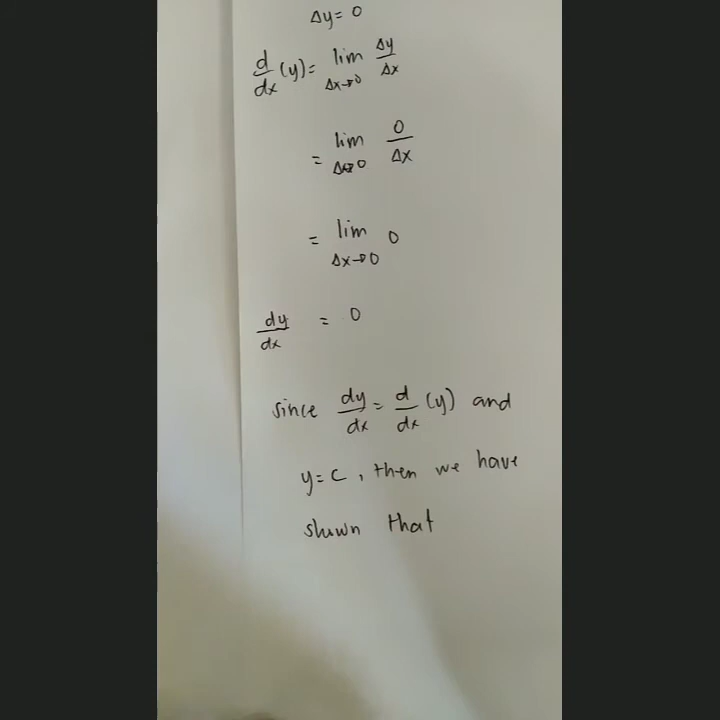 Δy = 0
d/dx (y) = lim Δx→0 Δy/Δx
= lim Δx→0 0/Δx
= lim Δx→0 0
dy/dx = 0
since dy/dx = d/dx (y) and
y = c, then we have
shwn that